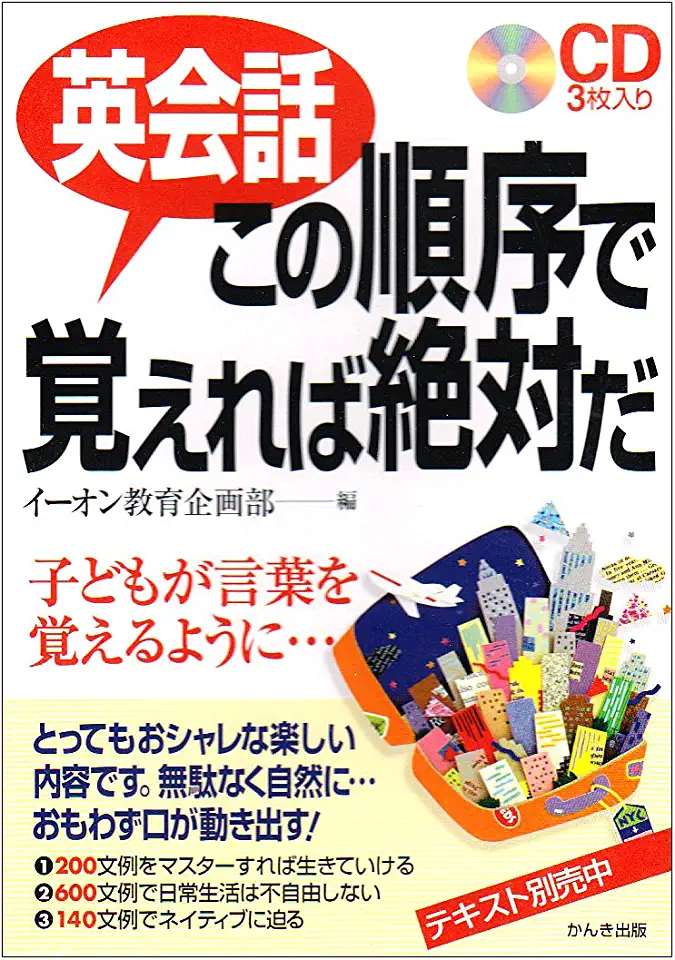 英会話
CD
3枚入り
この順序で
覚えれば絶対だ
イーオン教育企画部——編
子どもが言葉を
覚えるように…
とってもおシャレな楽しい
内容です。無駄なく自然に…
おもわず口が動き出す!
❶200文例をマスターすれば生きていける
❷600文例で日常生活は不自由しない
❸140文例でネイティブに迫る
NYC
テキスト別売中
かんき出版